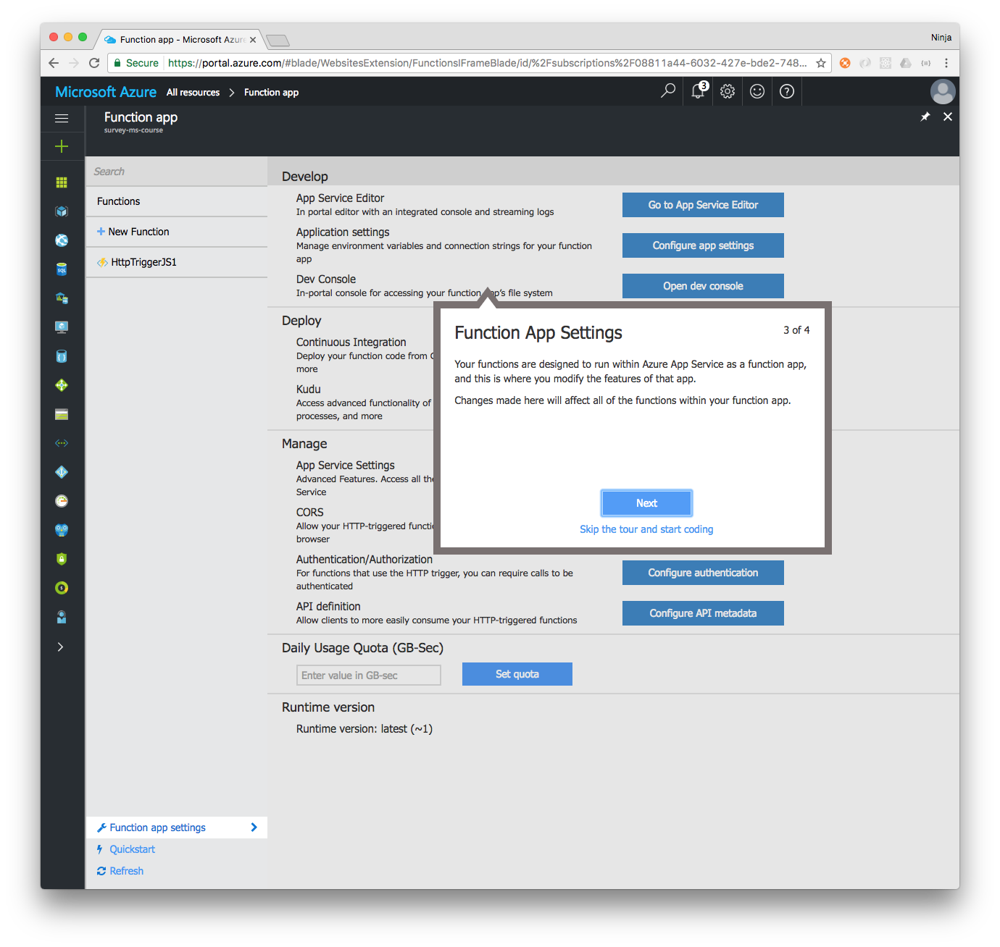 Function app - Microsoft Azure
Ninja
Secure
https://portal.azure.com/#blade/WebsitesExtension/FunctionsIFrameBlade/id/%2Fsubscriptions%2F08811a44-6032-427e-bde2-748...
Microsoft Azure
All resources > Function app
3
Function app
survey-ms-course
Search
Functions
New Function
HttpTriggerJS1
Develop
App Service Editor
In portal editor with an integrated console and streaming logs
Go to App Service Editor
Application settings
Manage environment variables and connection strings for your function
app
Configure app settings
Dev Console
In-portal console for accessing your function app's file system
Open dev console
Deploy
Continuous Integration
Deploy your function code from
more
Kudu
Access advanced functionality of
processes, and more
Manage
App Service Settings
Advanced Features. Access all the
Service
CORS
Allow your HTTP-triggered
browser
Function App Settings
3 of 4
Your functions are designed to run within Azure App Service as a function app,
and this is where you modify the features of that app.
Changes made here will affect all of the functions within your function app.
Next
Skip the tour and start coding
Authentication/Authorization
For functions that use the HTTP trigger, you can require calls to be
authenticated
Configure authentication
API definition
Allow clients to more easily consume your HTTP-triggered functions
Configure API metadata
Daily Usage Quota (GB-Sec)
Enter value in GB-sec
Set quota
Runtime version
Runtime version: latest (~1)
Function app settings
Quickstart
Refresh